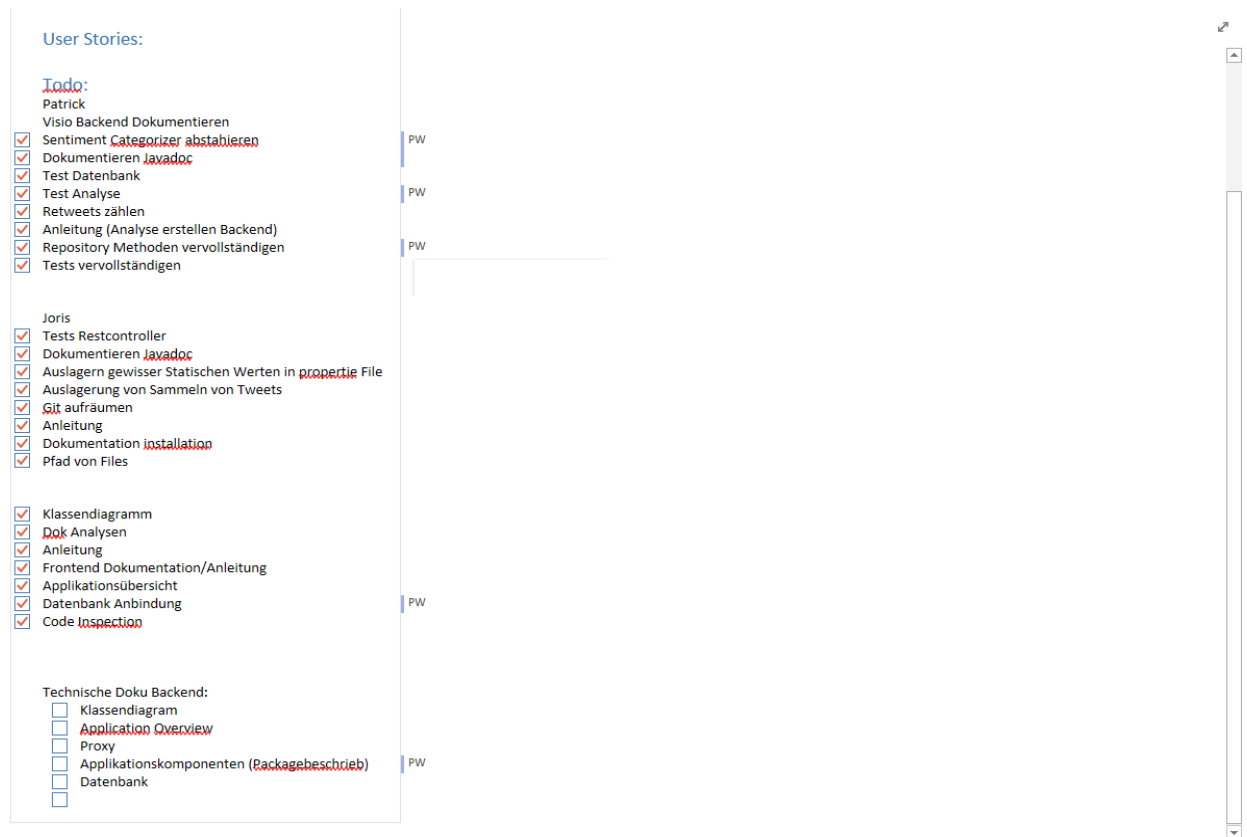 User Stories:
Todo:
Patrick
Visio Backend Dokumentieren
Sentiment Categorizer abstahieren PW
Dokumentieren Javadoc
Test Datenbank
Test Analyse PW
Retweets zählen
Anleitung (Analyse erstellen Backend)
Repository Methoden vervollständigen PW
Tests vervollständigen
Joris
Tests Restcontroller
Dokumentieren Javadoc
Auslagern gewisser Statischen Werten in propertie File
Auslagerung von Sammeln von Tweets
Git aufräumen
Anleitung
Dokumentation installation
Pfad von Files
Klassendiagramm
Dok Analysen
Anleitung
Frontend Dokumentation/Anleitung
Applikationsübersicht
Datenbank Anbindung PW
Code Inspection
Technische Doku Backend:
Klassendiagram
Application Overview
Proxy
Applikationskomponenten (Packagebeschrieb) PW
Datenbank